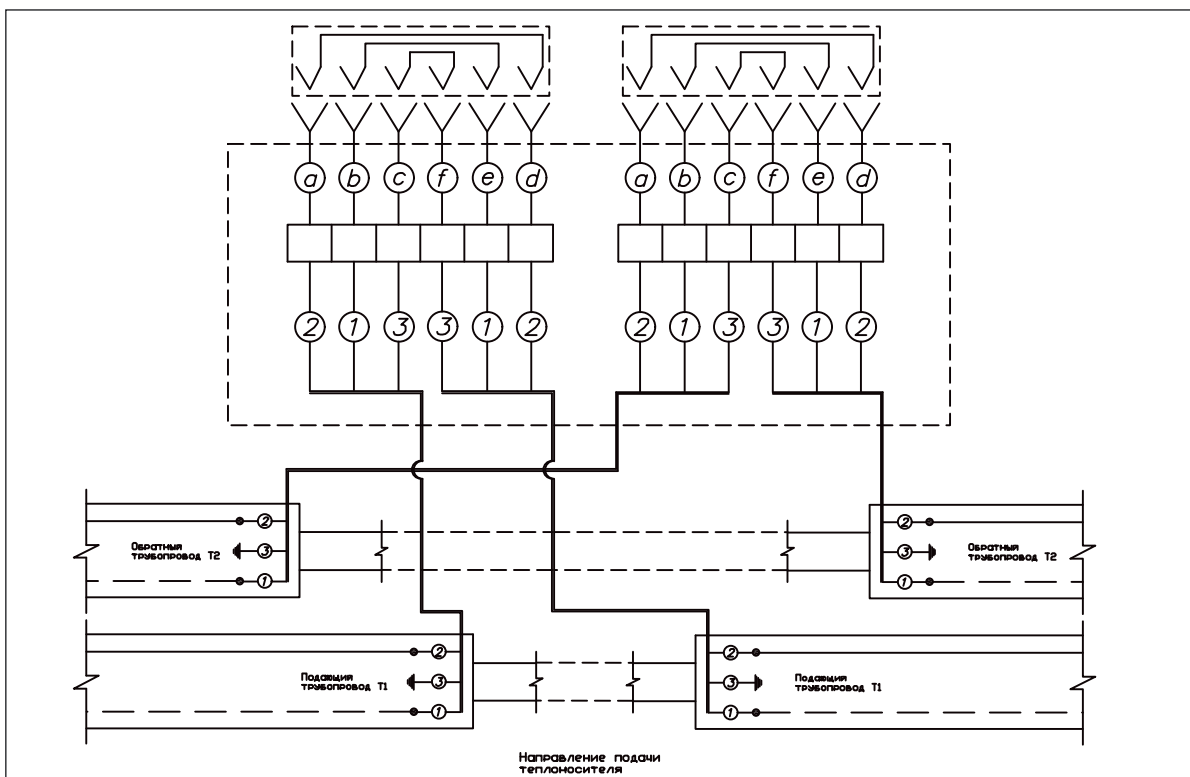 a b c f e d a b c f e d
2 1 3 3 1 2 2 1 3 3 1 2
2 2
Обратный
трубопровод Т2
3 3
Обратный
трубопровод Т2
1 1
2 2
Подающий
трубопровод Т1
3 3
Подающий
трубопровод Т1
1 1
Направление подачи
теплоносителя